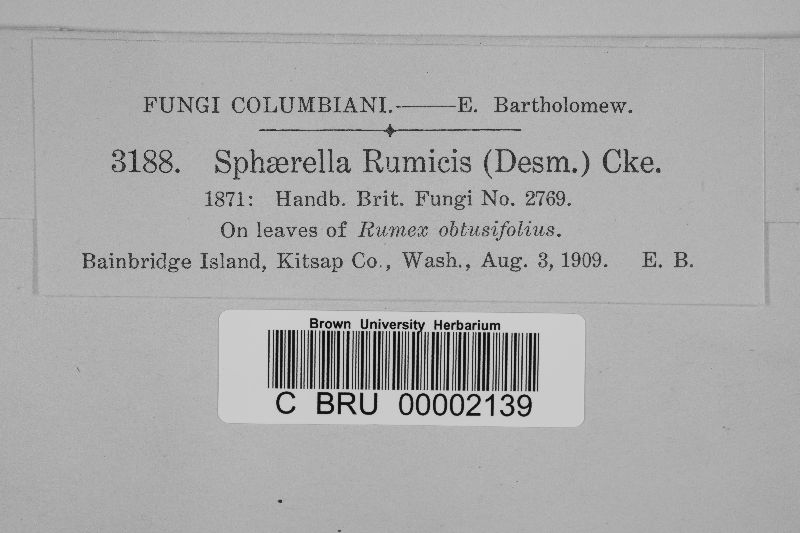 FUNGI COLUMBIANI.——E. Bartholomew.
3188. Sphærella Rumicis (Desm.) Cke.
1871: Handb. Brit. Fungi No. 2769.
On leaves of Rumex obtusifolius.
Bainbridge Island, Kitsap Co., Wash., Aug. 3, 1909. E. B.
Brown University Herbarium
C BRU 00002139